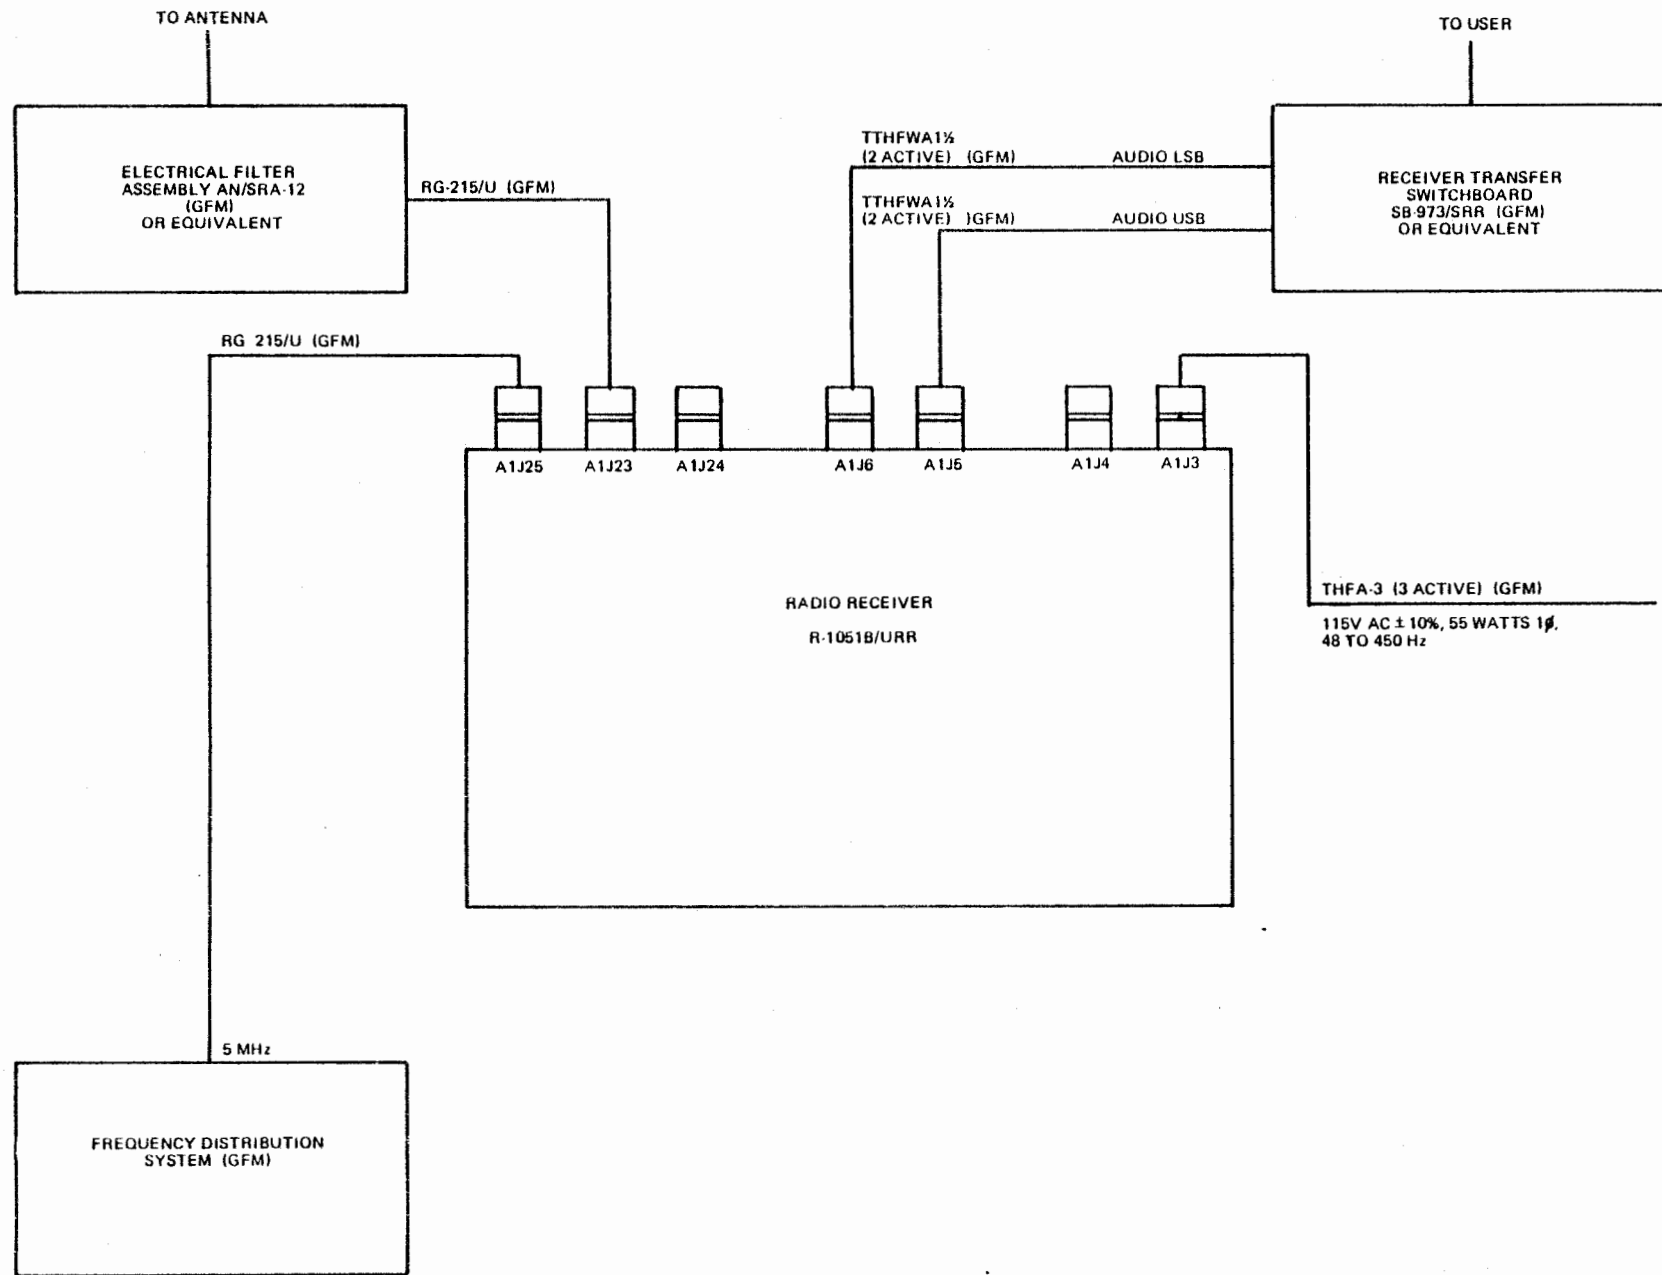 TO ANTENNA
TO USER
ELECTRICAL FILTER
ASSEMBLY AN/SRA-12
(GFM)
OR EQUIVALENT
RG-215/U (GFM)
TTHFWA1½
(2 ACTIVE) (GFM)
AUDIO LSB
TTHFWA1½
(2 ACTIVE) )GFM)
AUDIO USB
RECEIVER TRANSFER
SWITCHBOARD
SB-973/SRR (GFM)
OR EQUIVALENT
RG 215/U (GFM)
A1J25
A1J23
A1J24
A1J6
A1J5
A1J4
A1J3
RADIO RECEIVER
R-1051B/URR
THFA-3 (3 ACTIVE) (GFM)
115V AC ± 10%, 55 WATTS 1ø,
48 TO 450 Hz
5 MHz
FREQUENCY DISTRIBUTION
SYSTEM (GFM)